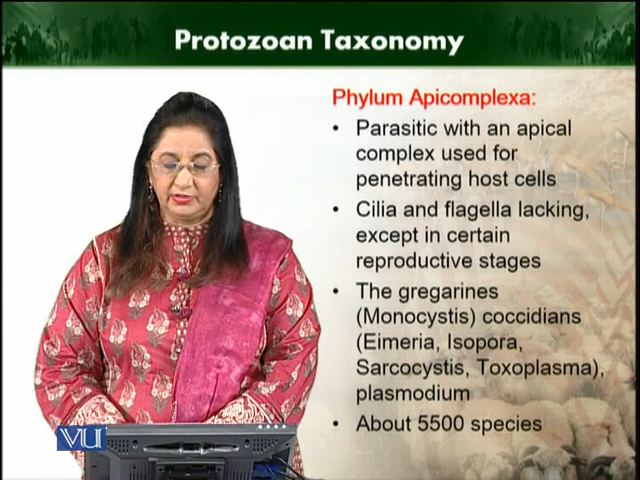 Protozoan Taxonomy
Phylum Apicomplexa:
• Parasitic with an apical
complex used for
penetrating host cells
• Cilia and flagella lacking,
except in certain
reproductive stages
• The gregarines
(Monocystis) coccidians
(Eimeria, Isopora,
Sarcocystis, Toxoplasma),
plasmodium
• About 5500 species
VU